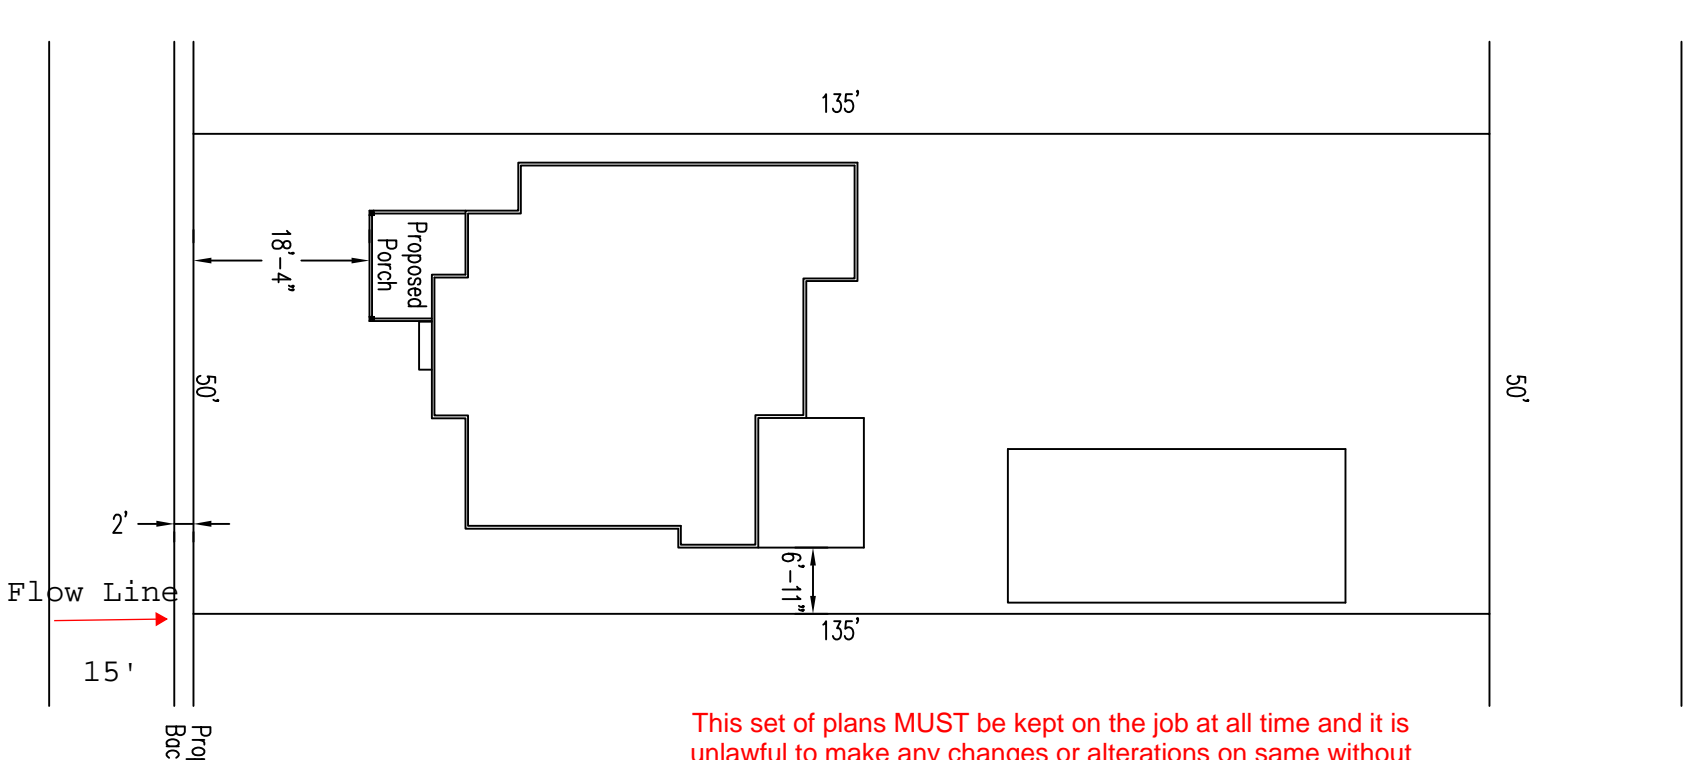 135'
Proposed
Porch
18'-4"
50'
50'
2'
6'-11"
Flow Line
135'
15'
This set of plans MUST be kept on the job at all time and it is
unlawful to make any changes or alterations on same without